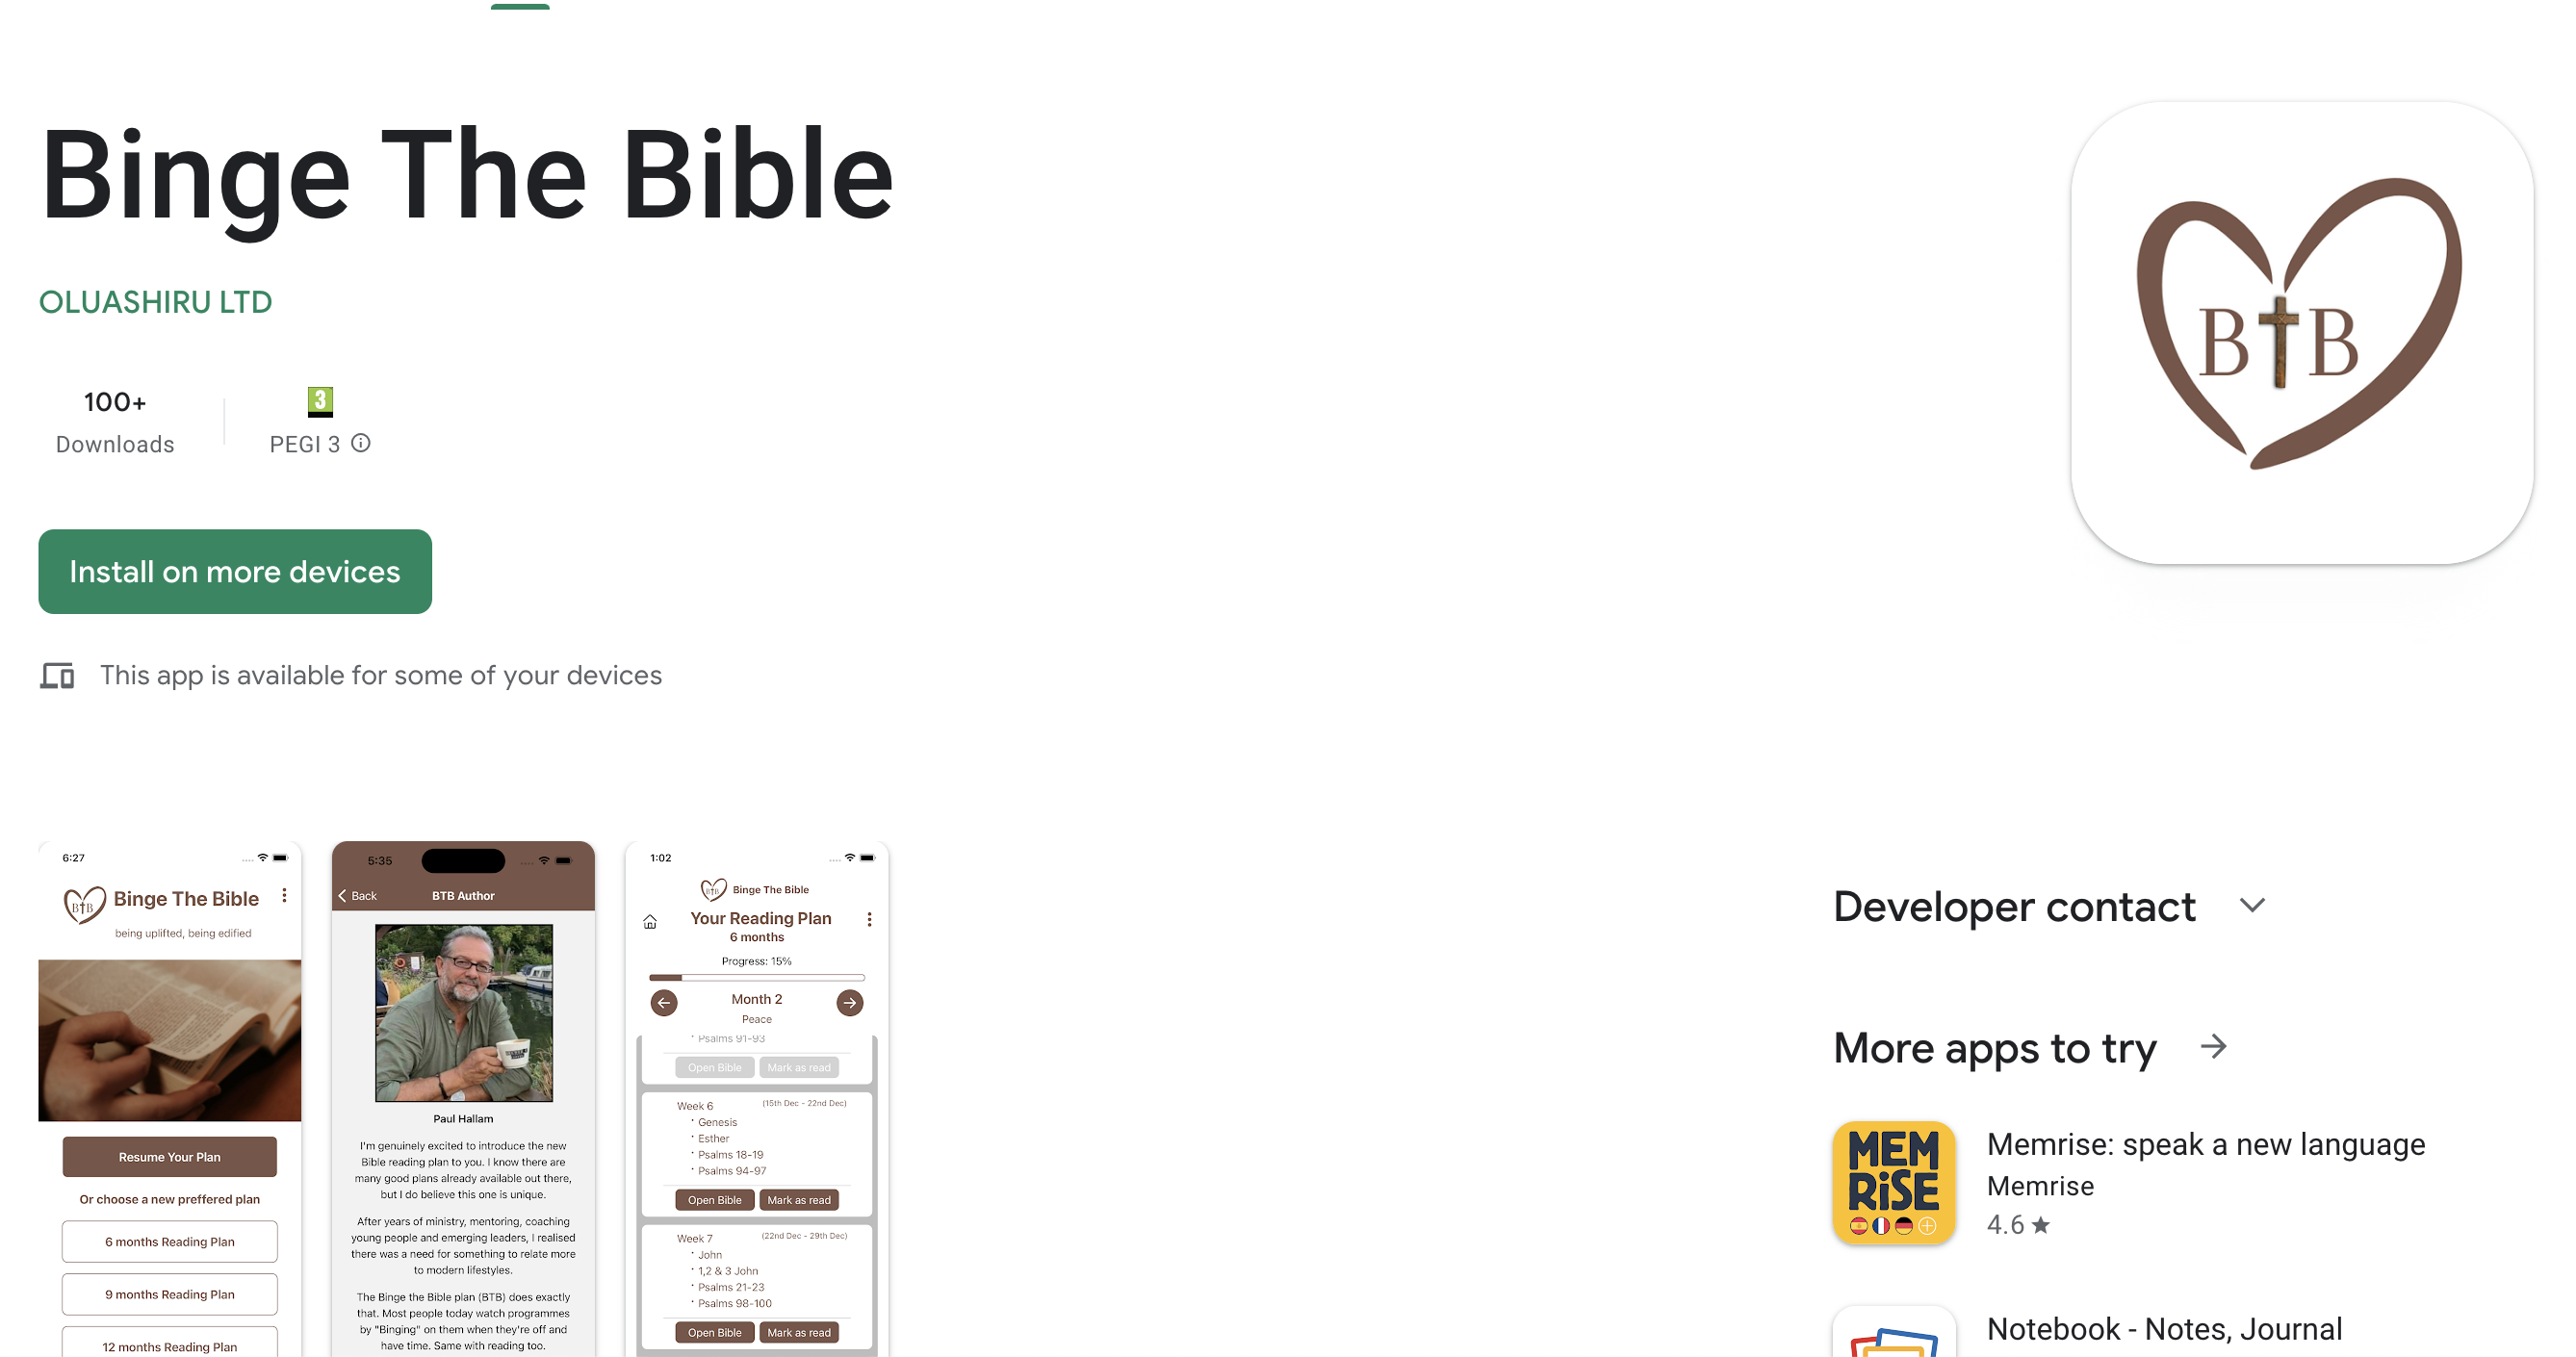 Binge The Bible
OLUASHIRU LTD
100+
Downloads
3
PEGI 3
Install on more devices
This app is available for some of your devices
B B
6:27
BTB
Binge The Bible
being uplifted, being edified
Resume Your Plan
Or choose a new preffered plan
6 months Reading Plan
9 months Reading Plan
12 months Reading Plan
5:35
Back
BTB Author
Paul Hallam
I'm genuinely excited to introduce the new
Bible reading plan to you. I know there are
many good plans already available out there,
but I do believe this one is unique.
After years of ministry, mentoring, coaching
young people and emerging leaders, I realised
there was a need for something to relate more
to modern lifestyles.
The Binge the Bible plan (BTB) does exactly
that. Most people today watch programmes
by "Binging" on them when they're off and
have time. Same with reading too.
1:02
Binge The Bible
Your Reading Plan
6 months
Progress: 15%
Month 2
Peace
• Psalms 91-93
Open Bible Mark as read
Week 6 (15th Dec - 22nd Dec)
• Genesis
• Esther
• Psalms 18-19
• Psalms 94-97
Open Bible Mark as read
Week 7 (22nd Dec - 29th Dec)
• John
• 1,2 & 3 John
• Psalms 21-23
• Psalms 98-100
Open Bible Mark as read
Developer contact
More apps to try
MEM
RiSE
Memrise: speak a new language
Memrise
4.6
Notebook - Notes, Journal